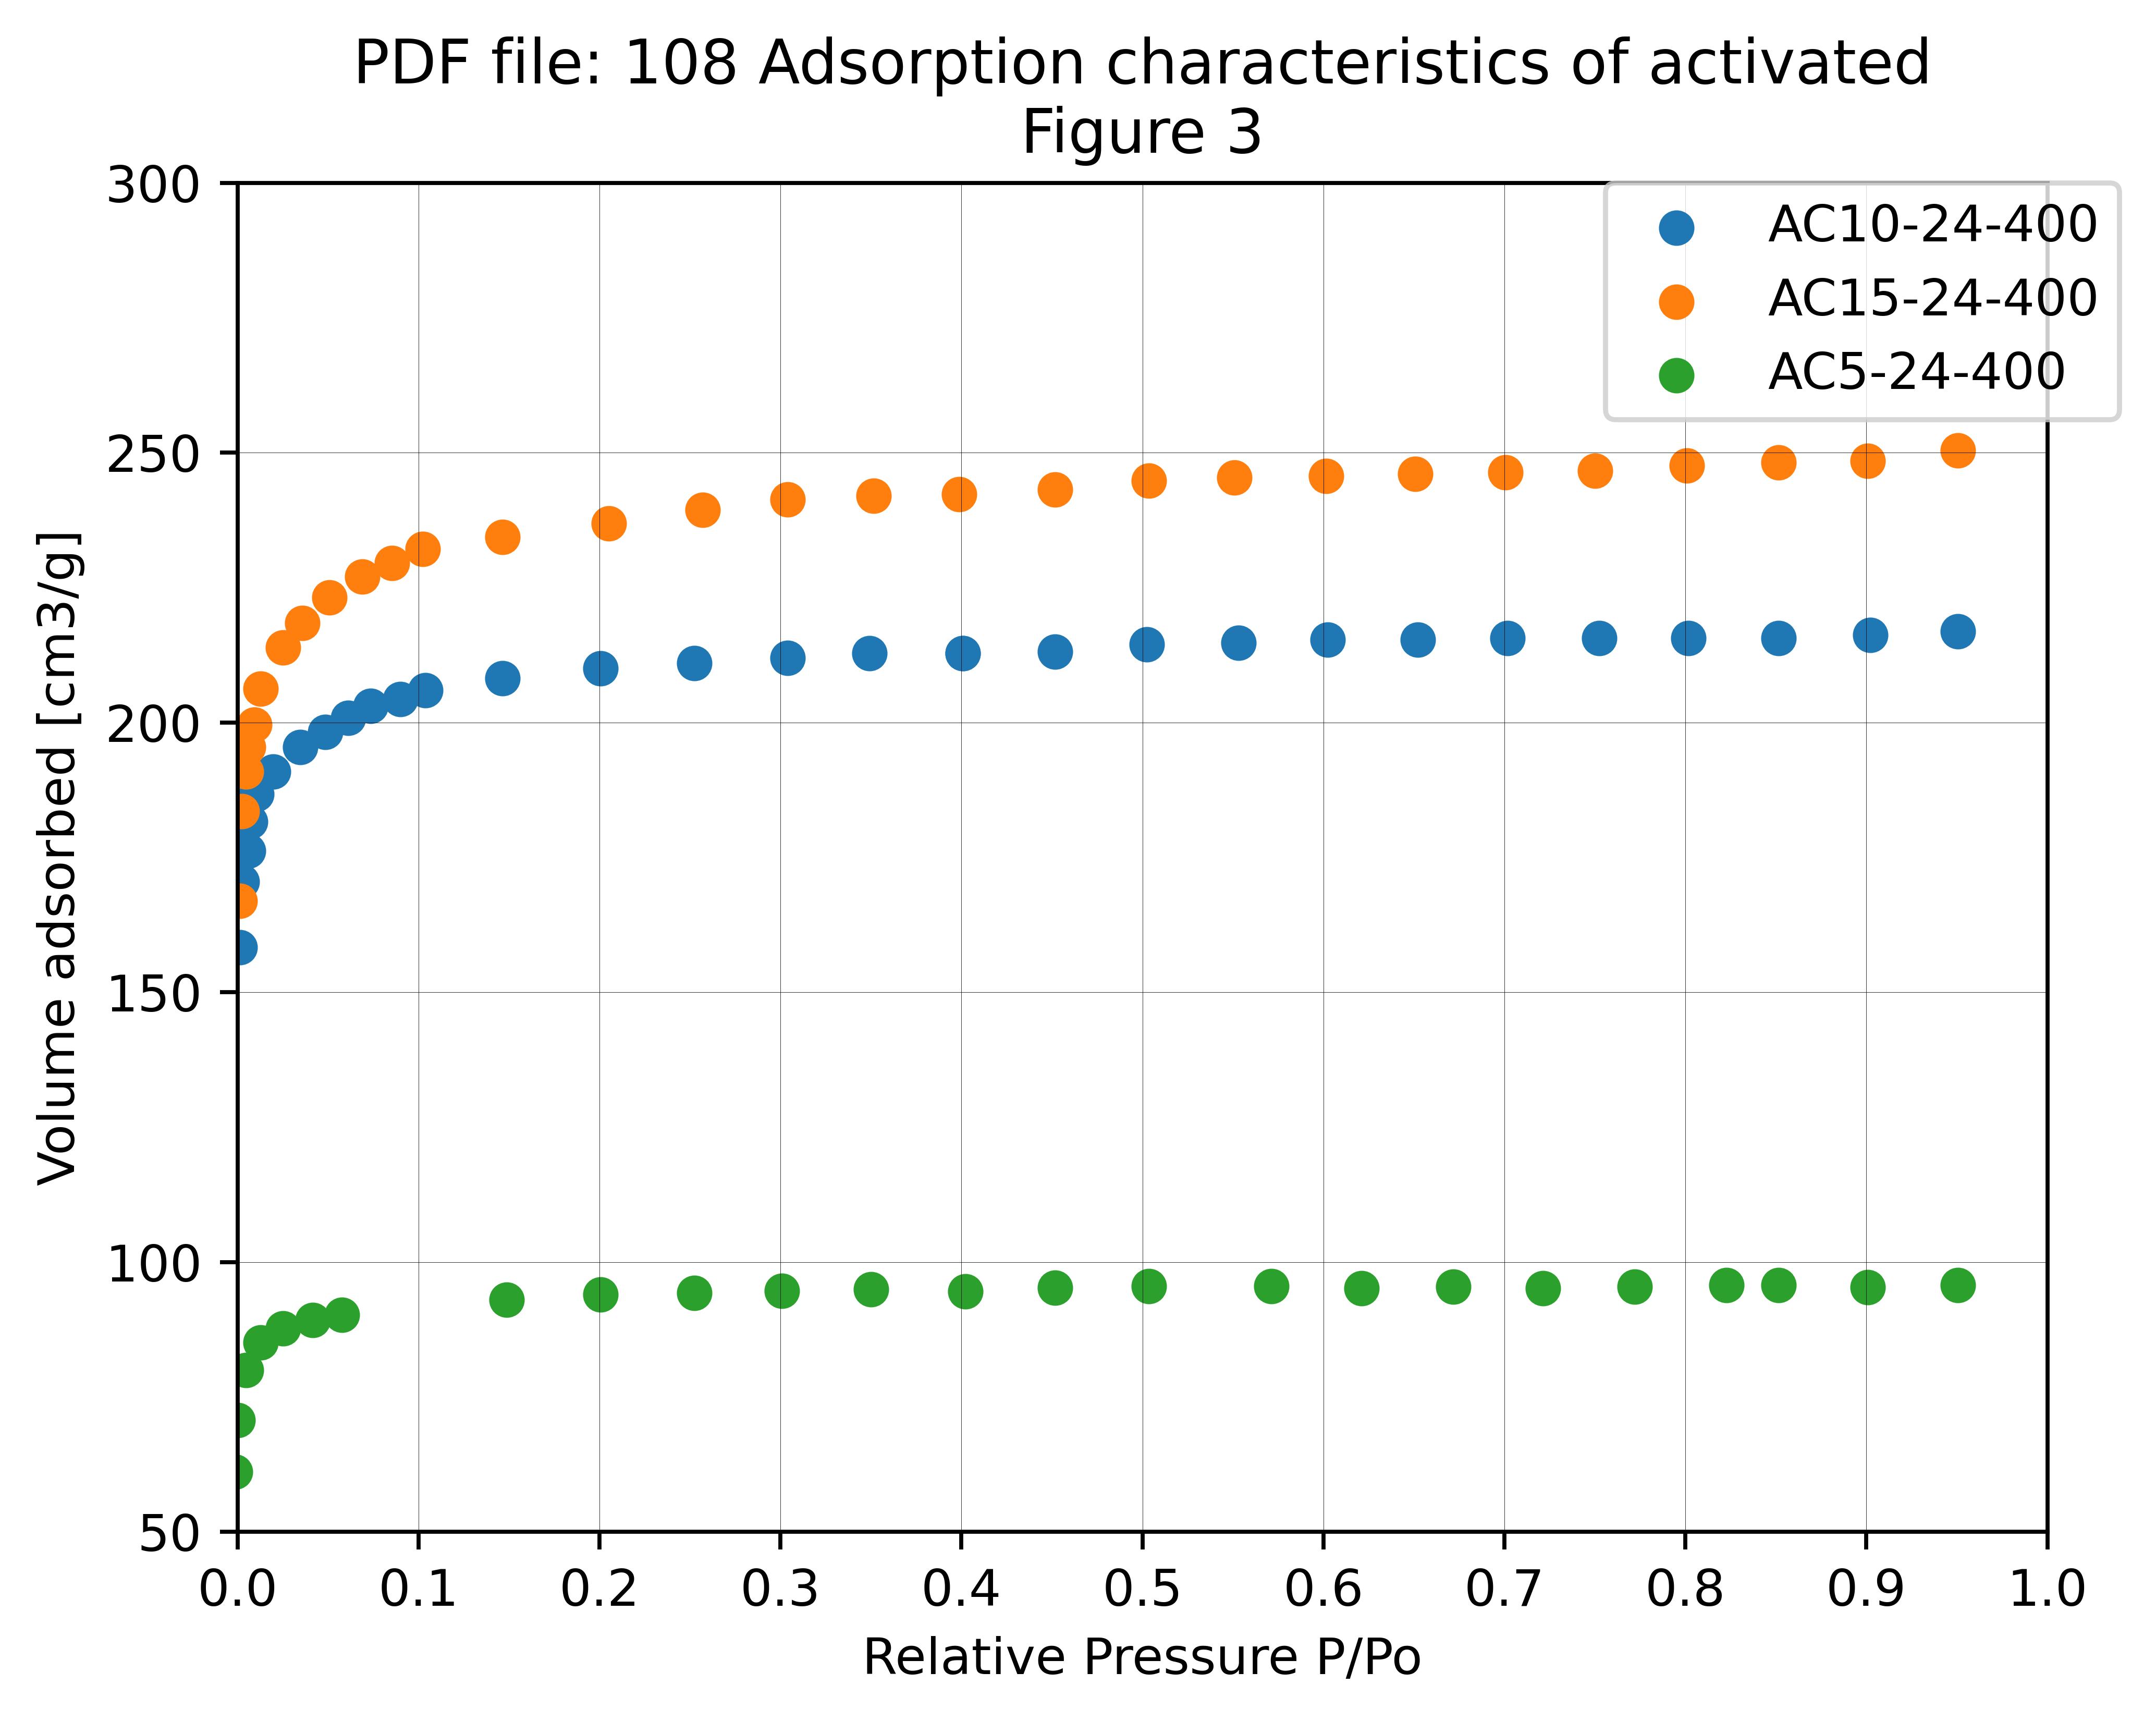 PDF file: 108 Adsorption characteristics of activated
Figure 3
AC10-24-400
AC15-24-400
AC5-24-400
Volume adsorbed [cm3/g]
300
250
200
150
100
50
0.0 0.1 0.2 0.3 0.4 0.5 0.6 0.7 0.8 0.9 1.0
Relative Pressure P/Po